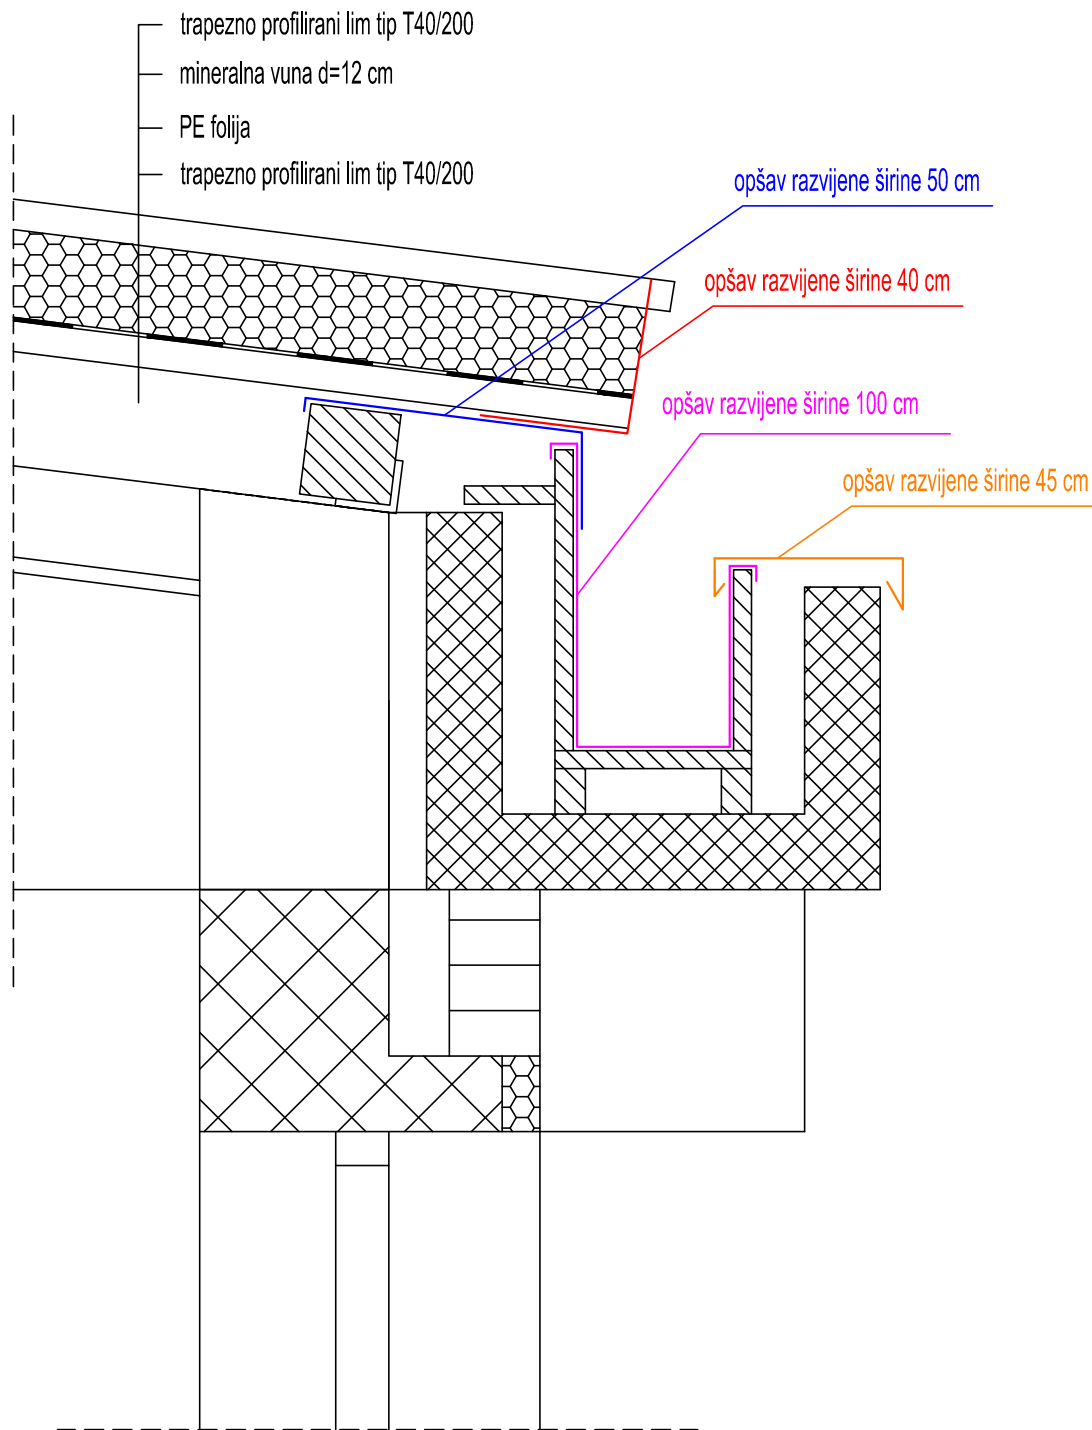 trapezno profilirani lim tip T40/200
mineralna vuna d=12 cm
PE folija
trapezno profilirani lim tip T40/200
opšav razvijene širine 50 cm
opšav razvijene širine 40 cm
opšav razvijene širine 100 cm
opšav razvijene širine 45 cm